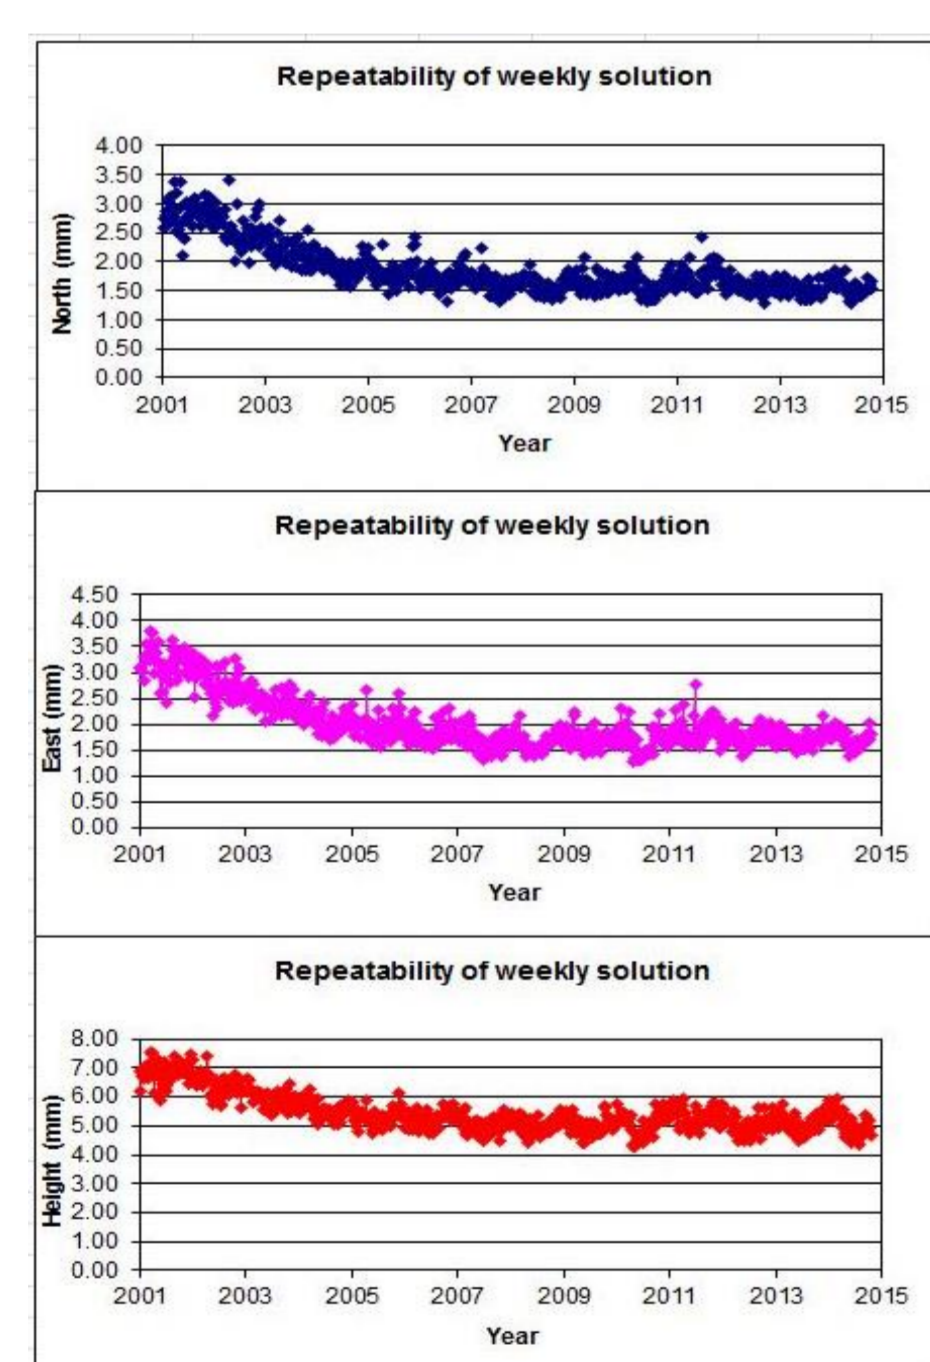 Repeatability of weekly solution
4.00
3.50
3.00
2.50
2.00
1.50
1.00
0.50
0.00
North (mm)
2001 2003 2005 2007 2009 2011 2013 2015
Year
Repeatability of weekly solution
4.50
4.00
3.50
3.00
2.50
2.00
1.50
1.00
0.50
0.00
East (mm)
2001 2003 2005 2007 2009 2011 2013 2015
Year
Repeatability of weekly solution
8.00
7.00
6.00
5.00
4.00
3.00
2.00
1.00
0.00
Height (mm)
2001 2003 2005 2007 2009 2011 2013 2015
Year